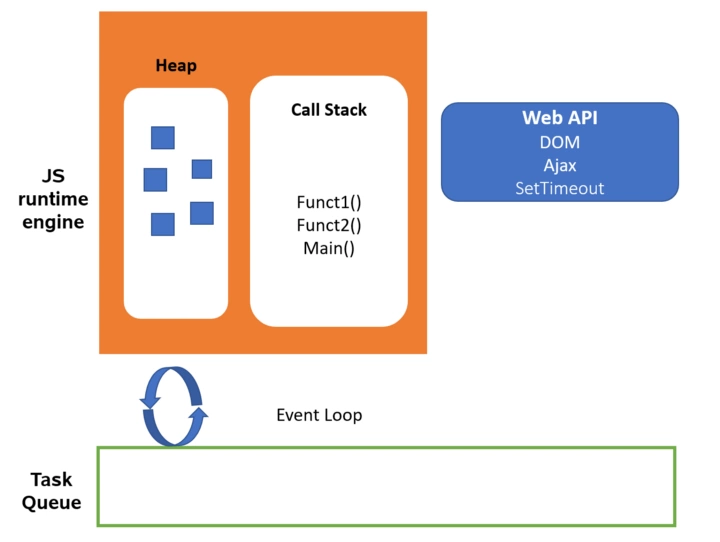 Heap
Call Stack
Funct1()
Funct2()
Main()
Web API
DOM
Ajax
SetTimeout
JS
runtime
engine
Event Loop
Task
Queue